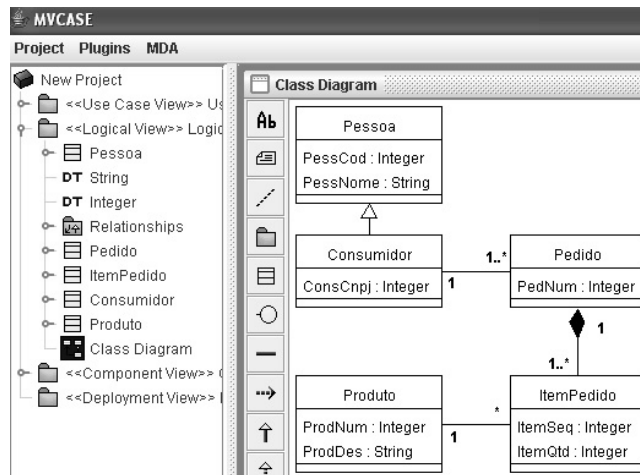 MVCASE
Project Plugins MDA
New Project
<<Use Case View>> Us
<<Logical View>> Logic
Pessoa
DT String
DT Integer
Relationships
Pedido
ItemPedido
Consumidor
Produto
Class Diagram
<<Component View>>
<<Deployment View>>
Class Diagram
Ab
Pessoa
PessCod : Integer
PessNome : String
Consumidor
ConsCnpj : Integer
1
1..*
Pedido
PedNum : Integer
1
1..*
Produto
ProdNum : Integer
ProdDes : String
1
*
ItemPedido
ItemSeq : Integer
ItemQtd : Integer